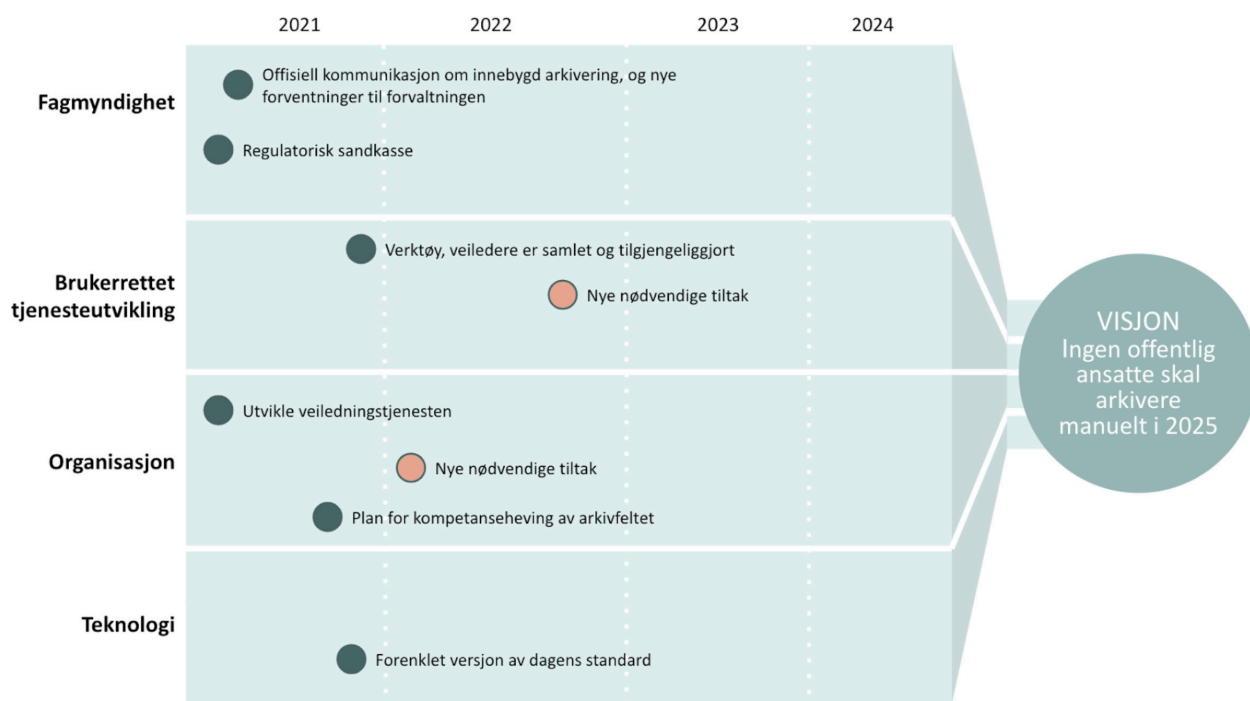 2021 2022 2023 2024
Fagmyndighet
Offisiell kommunikasjon om innebygd arkivering, og nye
forventninger til forvaltningen
Regulatorisk sandkasse
Brukerrettet
tjenesteutvikling
Verktøy, veiledere er samlet og tilgjengeliggjort
Nye nødvendige tiltak
Organisasjon
Utvikle veiledningstjenesten
Nye nødvendige tiltak
Plan for kompetanseheving av arkivfeltet
Teknologi
Forenklet versjon av dagens standard
VISJON
Ingen offentlig
ansatte skal
arkivere
manuelt i 2025